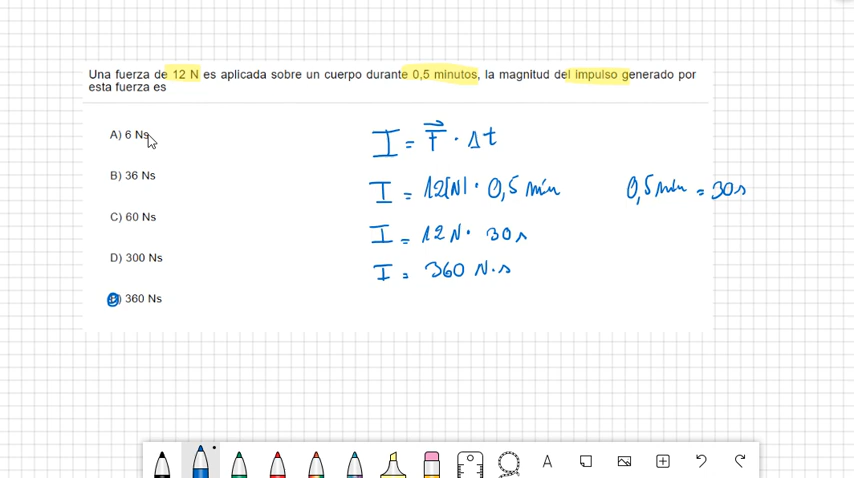 Una fuerza de 12 N es aplicada sobre un cuerpo durante 0,5 minutos, la magnitud del impulso generado por
esta fuerza es
A) 6 Ns
I = F · Δt
B) 36 Ns
I = 12[N] · 0,5 min
0,5 min = 30s
C) 60 Ns
I = 12 N · 30 s
D) 300 Ns
I = 360 N·s
) 360 Ns
A